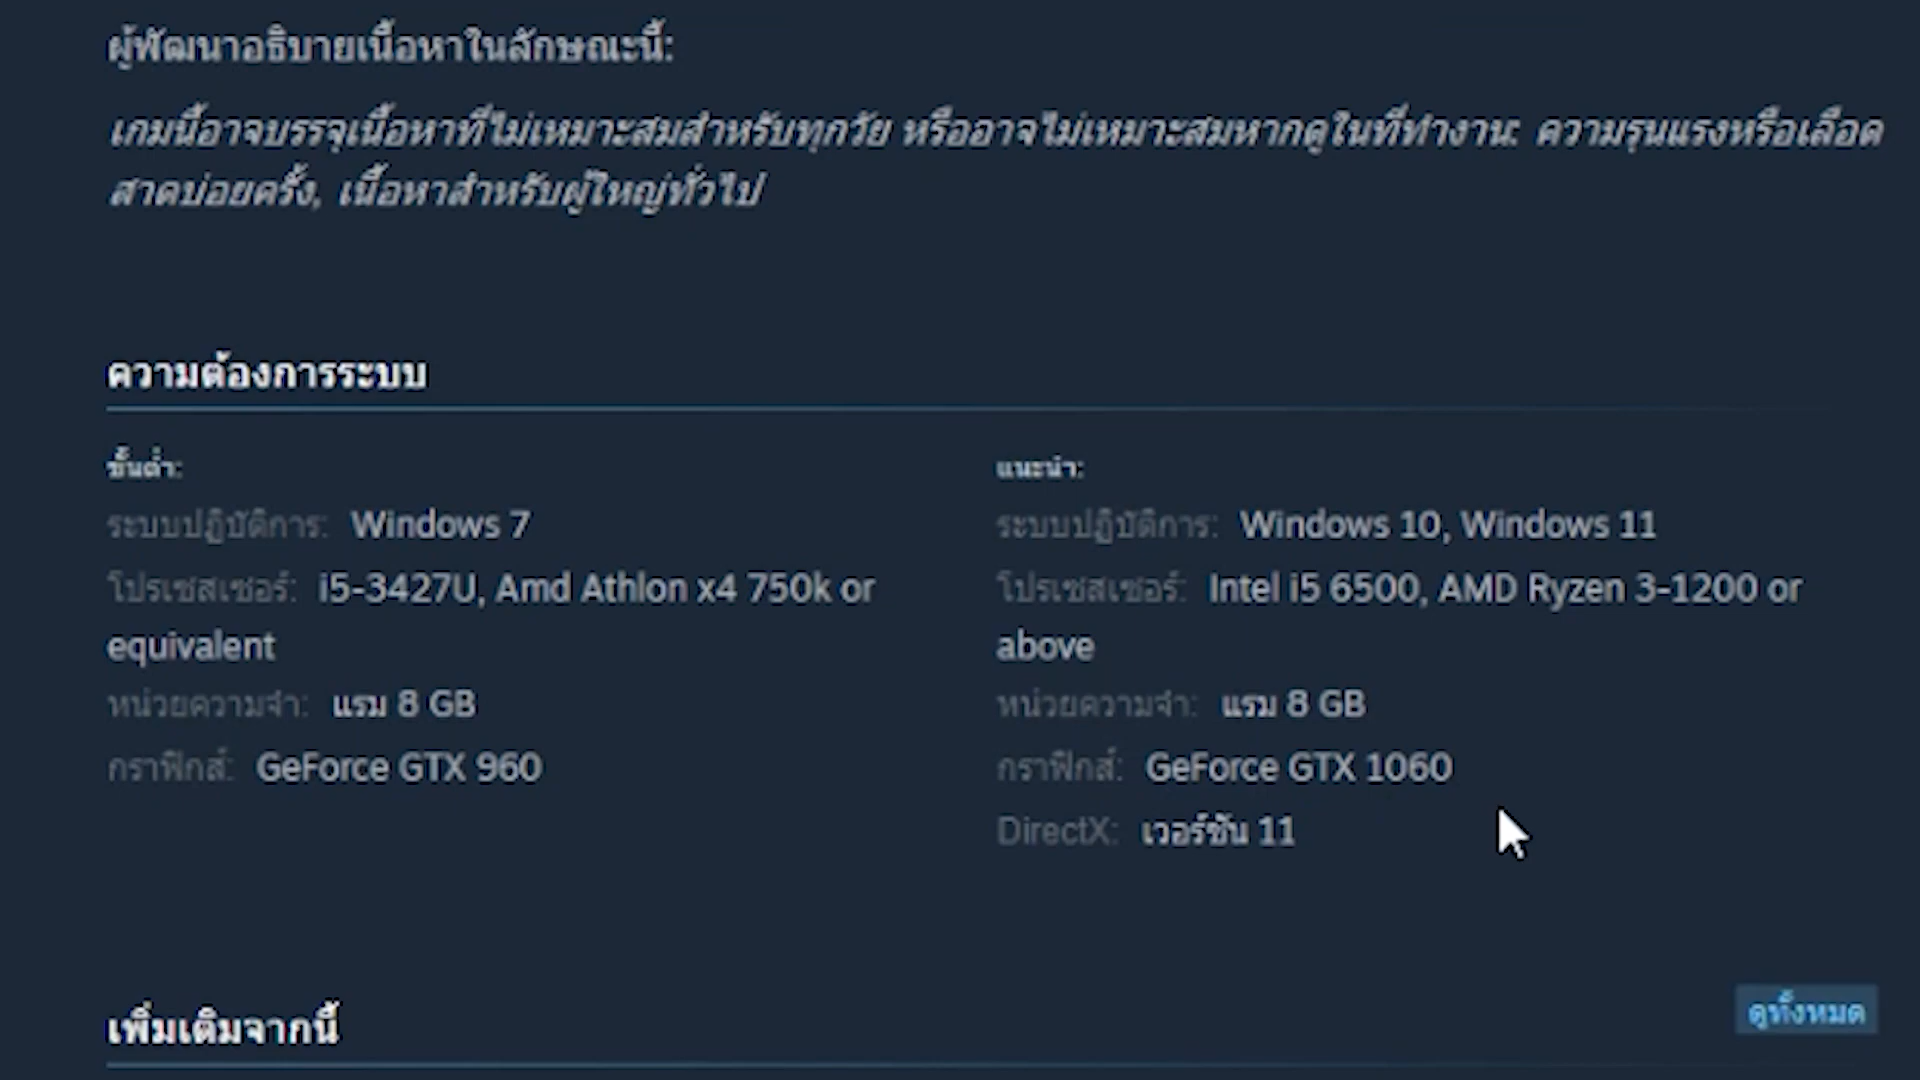 ผู้พัฒนาอธิบายเนื้อหาในลักษณะนี้:
เกมนี้อาจบรรจุเนื้อหาที่ไม่เหมาะสมสำหรับทุกวัย หรืออาจไม่เหมาะสมหากดูในที่ทำงาน: ความรุนแรงหรือเลือด
สาดบ่อยครั้ง, เนื้อหาสำหรับผู้ใหญ่ทั่วไป
ความต้องการระบบ
ขั้นต่ำ:
ระบบปฏิบัติการ: Windows 7
โปรเซสเซอร์: i5-3427U, Amd Athlon x4 750k or
equivalent
หน่วยความจำ: แรม 8 GB
กราฟิกส์: GeForce GTX 960
แนะนำ:
ระบบปฏิบัติการ: Windows 10, Windows 11
โปรเซสเซอร์: Intel i5 6500, AMD Ryzen 3-1200 or
above
หน่วยความจำ: แรม 8 GB
กราฟิกส์: GeForce GTX 1060
DirectX: เวอร์ชัน 11
เพิ่มเติมจากนี้
ดูทั้งหมด